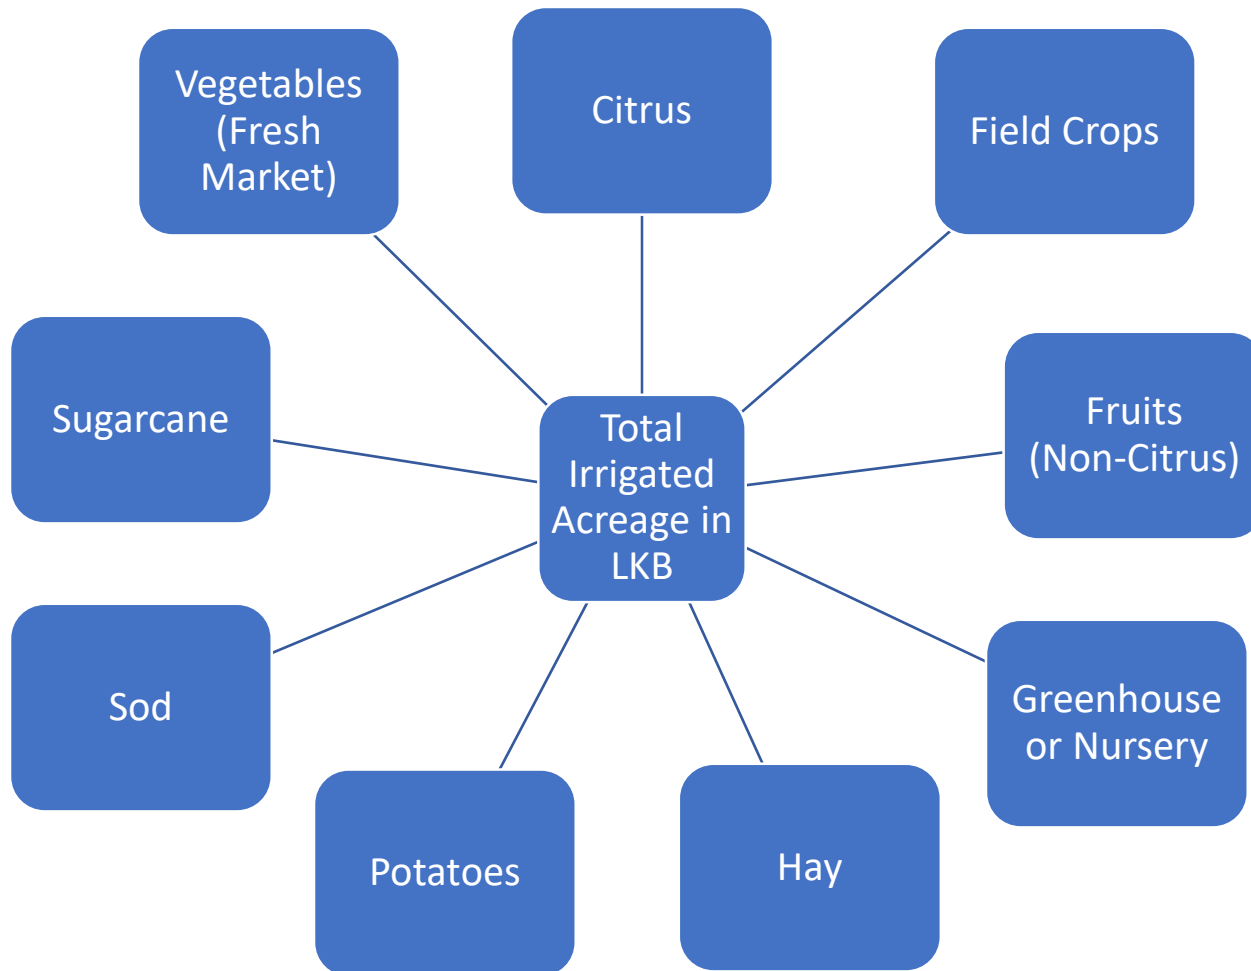 Vegetables
(Fresh
Market)
Citrus
Field Crops
Sugarcane
Total
Irrigated
Acreage in
LKB
Fruits
(Non-Citrus)
Sod
Greenhouse
or Nursery
Potatoes
Hay